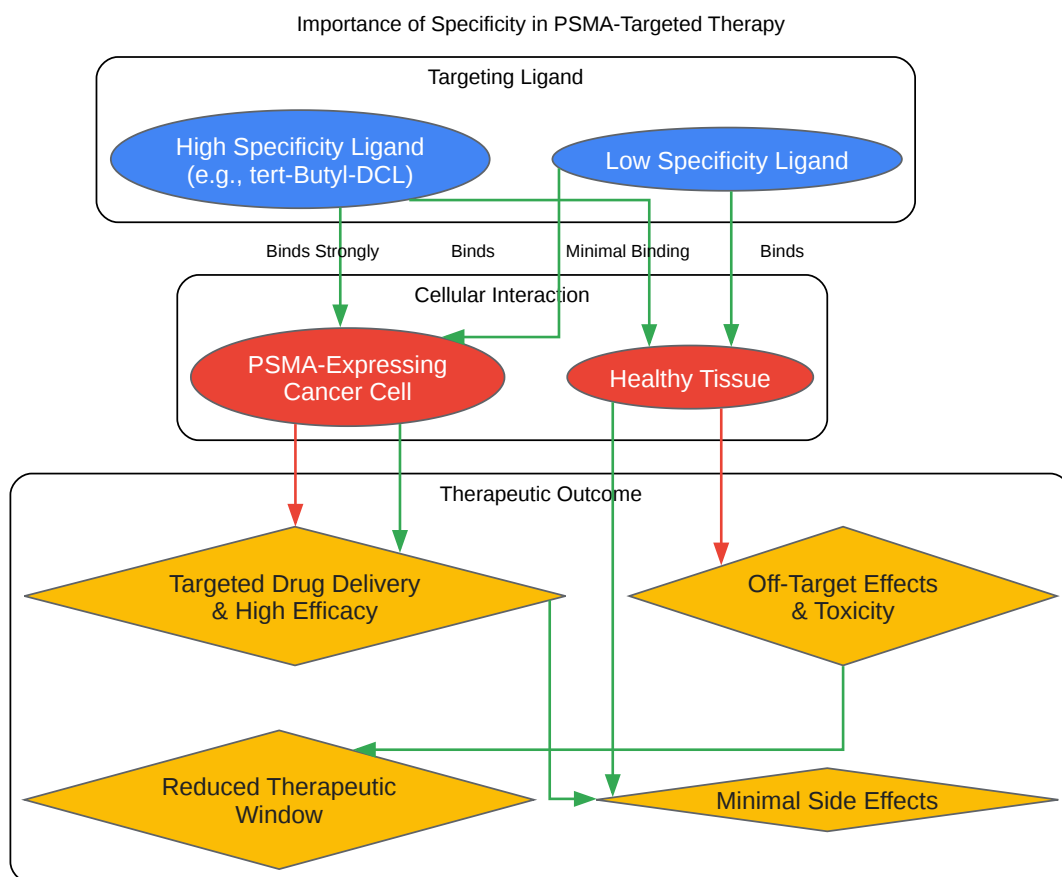 Importance of Specificity in PSMA-Targeted Therapy
Targeting Ligand
High Specificity Ligand
(e.g., tert-Butyl-DCL)
Low Specificity Ligand
Binds Strongly
Binds
Minimal Binding
Binds
Cellular Interaction
PSMA-Expressing
Cancer Cell
Healthy Tissue
Therapeutic Outcome
Targeted Drug Delivery
& High Efficacy
Off-Target Effects
& Toxicity
Reduced Therapeutic
Window
Minimal Side Effects